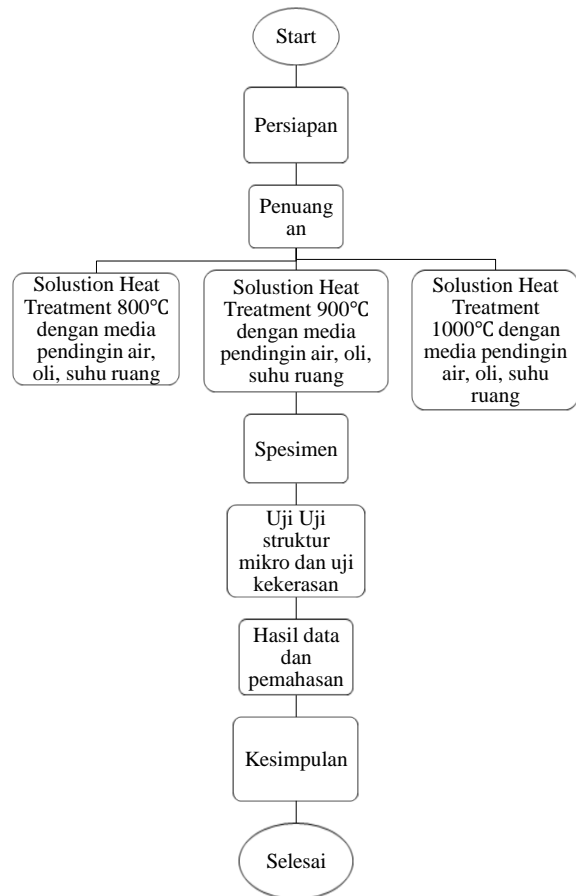 Start
Persiapan
Penuang
an
Solustion Heat
Treatment 800℃
dengan media
pendingin air,
oli, suhu ruang
Solustion Heat
Treatment 900℃
dengan media
pendingin air, oli,
suhu ruang
Solustion Heat
Treatment
1000℃ dengan
media pendingin
air, oli, suhu
ruang
Spesimen
Uji Uji
struktur
mikro dan uji
kekerasan
Hasil data
dan
pemahasan
Kesimpulan
Selesai